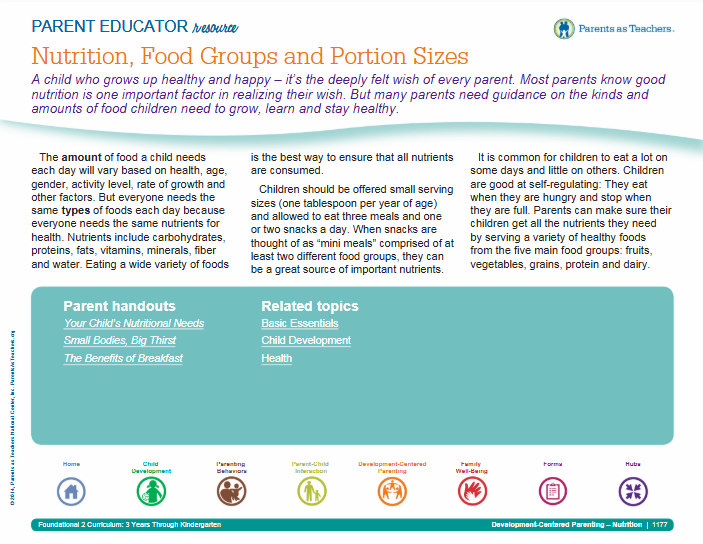 PARENT EDUCATOR resource
Parents as Teachers.
Nutrition, Food Groups and Portion Sizes
A child who grows up healthy and happy – it's the deeply felt wish of every parent. Most parents know good
nutrition is one important factor in realizing their wish. But many parents need guidance on the kinds and
amounts of food children need to grow, learn and stay healthy.
The amount of food a child needs
each day will vary based on health, age,
gender, activity level, rate of growth and
other factors. But everyone needs the
same types of foods each day because
everyone needs the same nutrients for
health. Nutrients include carbohydrates,
proteins, fats, vitamins, minerals, fiber
and water. Eating a wide variety of foods
is the best way to ensure that all nutrients
are consumed.
Children should be offered small serving
sizes (one tablespoon per year of age)
and allowed to eat three meals and one
or two snacks a day. When snacks are
thought of as “mini meals” comprised of at
least two different food groups, they can
be a great source of important nutrients.
It is common for children to eat a lot on
some days and little on others. Children
are good at self-regulating: They eat
when they are hungry and stop when
they are full. Parents can make sure their
children get all the nutrients they need
by serving a variety of healthy foods
from the five main food groups: fruits,
vegetables, grains, protein and dairy.
Parent handouts
Your Child's Nutritional Needs
Small Bodies, Big Thirst
The Benefits of Breakfast
Related topics
Basic Essentials
Child Development
Health
©2014, Parents as Teachers National Center, Inc. ParentsAsTeachers.org
Home
Child
Development
Parenting
Behaviors
Parent-Child
Interaction
Development-Centered
Parenting
Family
Well-Being
Forms
Hubs
Foundational 2 Curriculum: 3 Years Through Kindergarten
Development-Centered Parenting – Nutrition | 1177